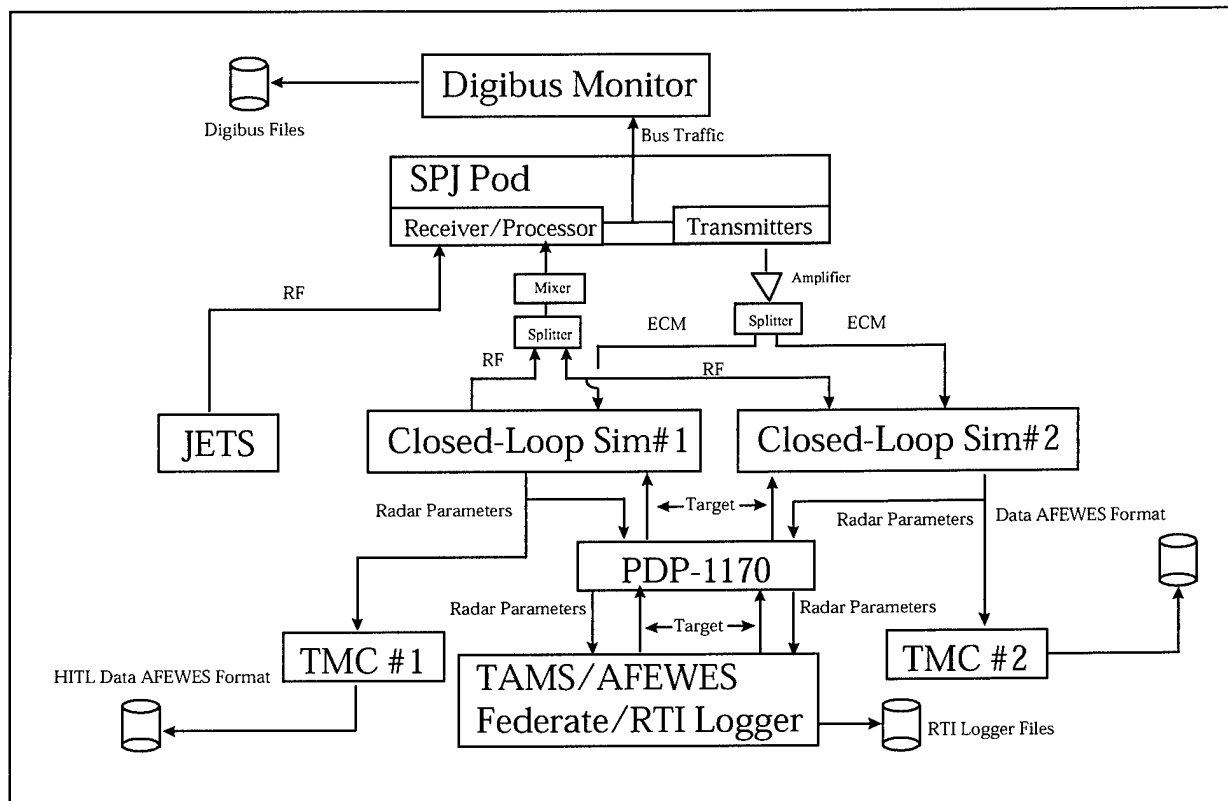 Digibus Monitor
Digibus Files
Bus Traffic
SPJ Pod
Receiver/Processor
Transmitters
Amplifier
Mixer
RF
Splitter
Splitter
ECM
ECM
RF
RF
JETS
Closed-Loop Sim#1
Closed-Loop Sim#2
Radar Parameters
Target
Radar Parameters
Data AFEWES Format
PDP-1170
Radar Parameters
Target
Radar Parameters
TMC #1
TMC #2
HITL Data AFEWES Format
TAMS/AFEWES
Federate/RTI Logger
RTI Logger Files